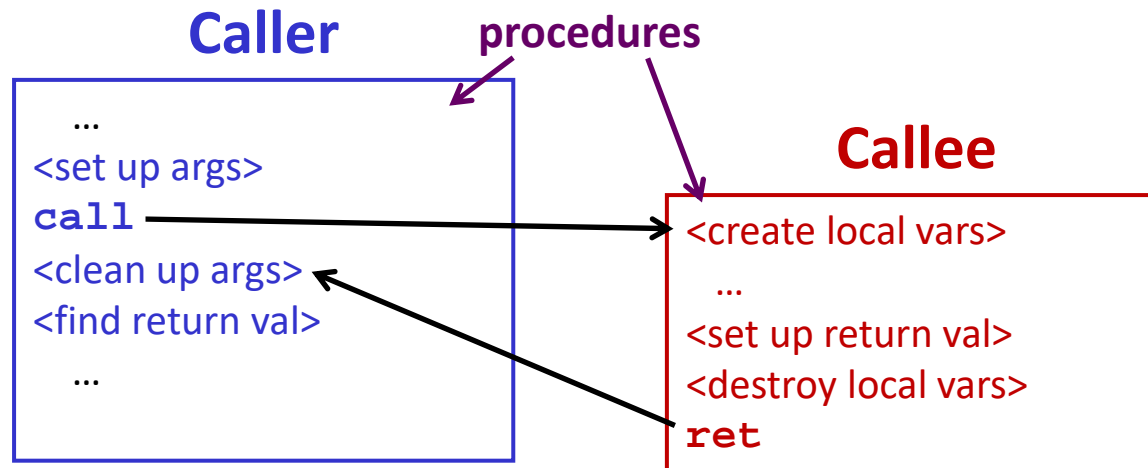 Caller
procedures
...
<set up args>
call
<clean up args>
<find return val>
...
Callee
<create local vars>
...
<set up return val>
<destroy local vars>
ret